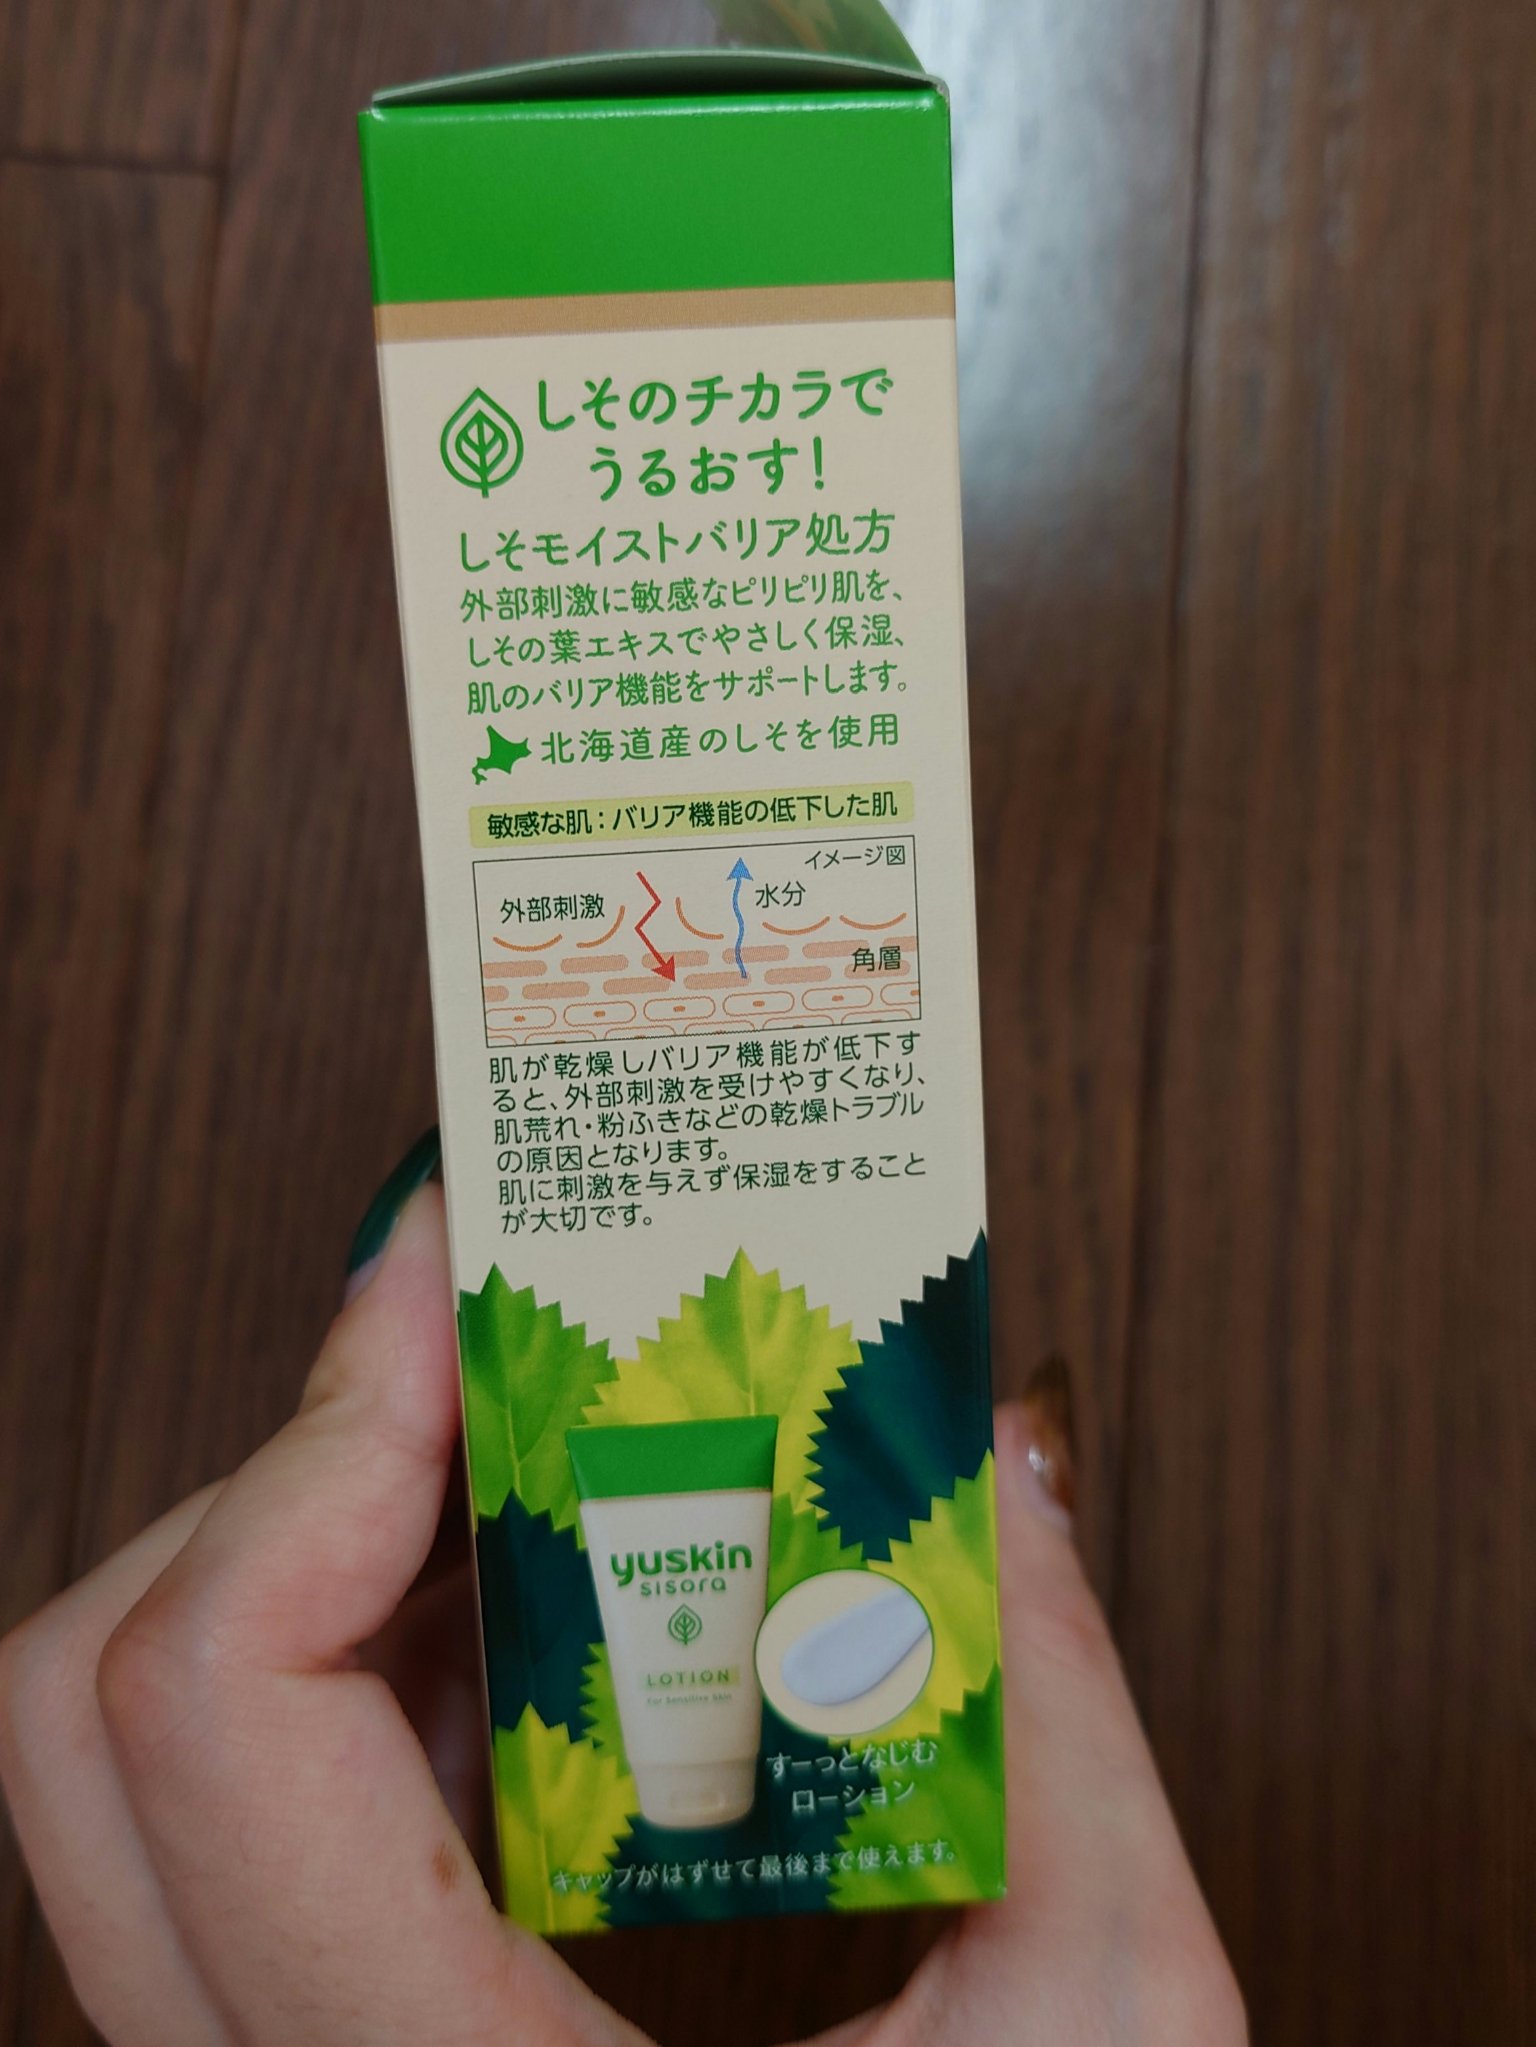 しそのチカラで
うるおす！
しそモイストバリア処方
外部刺激に敏感なピリピリ肌を、
しその葉エキスでやさしく保湿、
肌のバリア機能をサポートします。
北海道産のしそを使用
敏感な肌：バリア機能の低下した肌
イメージ図
外部刺激
水分
角層
肌が乾燥しバリア機能が低下す
ると、外部刺激を受けやすくなり、
肌荒れ・粉ふきなどの乾燥トラブル
の原因となります。
肌に刺激を与えず保湿をすること
が大切です。
yuskin
sisora
LOTION
For Sensitive Skin
すーっとなじむ
ローション
キャップがはずせて最後まで使えます。